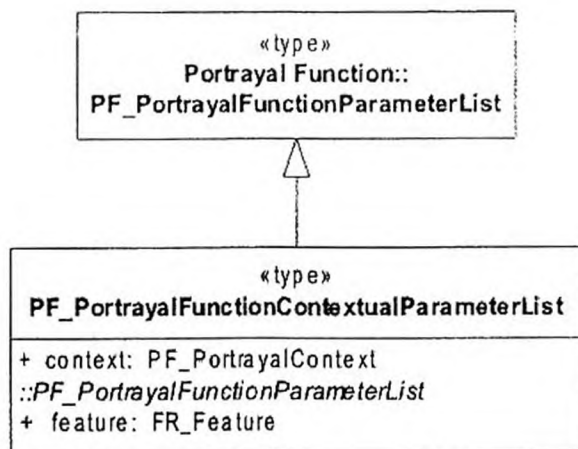 «type»
Portrayal Function::
PF_PortrayalFunctionParameterList
«type»
PF_PortrayalFunctionContextualParameterList
+ context: PF_PortrayalContext
::PF_PortrayalFunctionParameterList
+ feature: FR_Feature